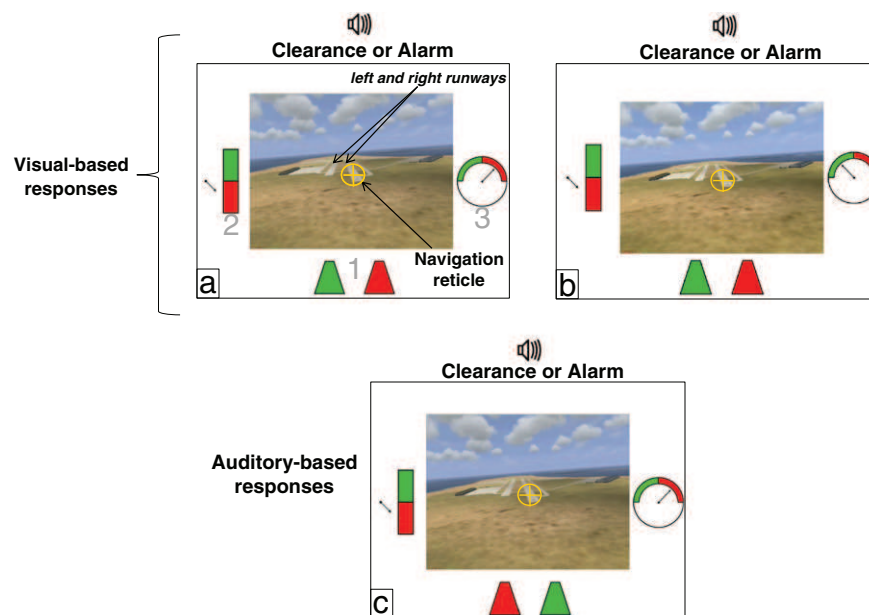 Clearance or Alarm
left and right runways
Visual-based
responses
2
3
1
Navigation
reticle
a
Clearance or Alarm
b
Clearance or Alarm
Auditory-based
responses
c